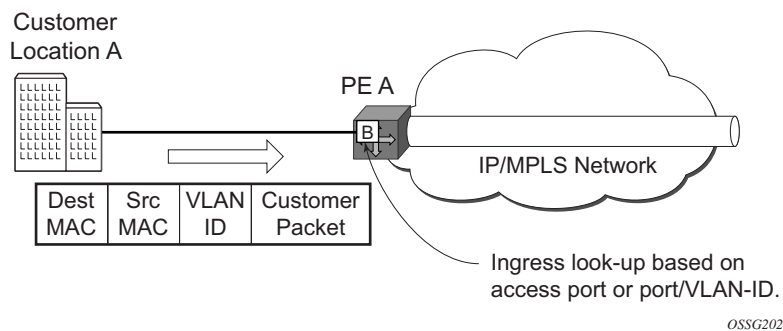 Customer
Location A
PE A
B
IP/MPLS Network
Dest
MAC
Src
MAC
VLAN
ID
Customer
Packet
Ingress look-up based on
access port or port/VLAN-ID.
OSSG202